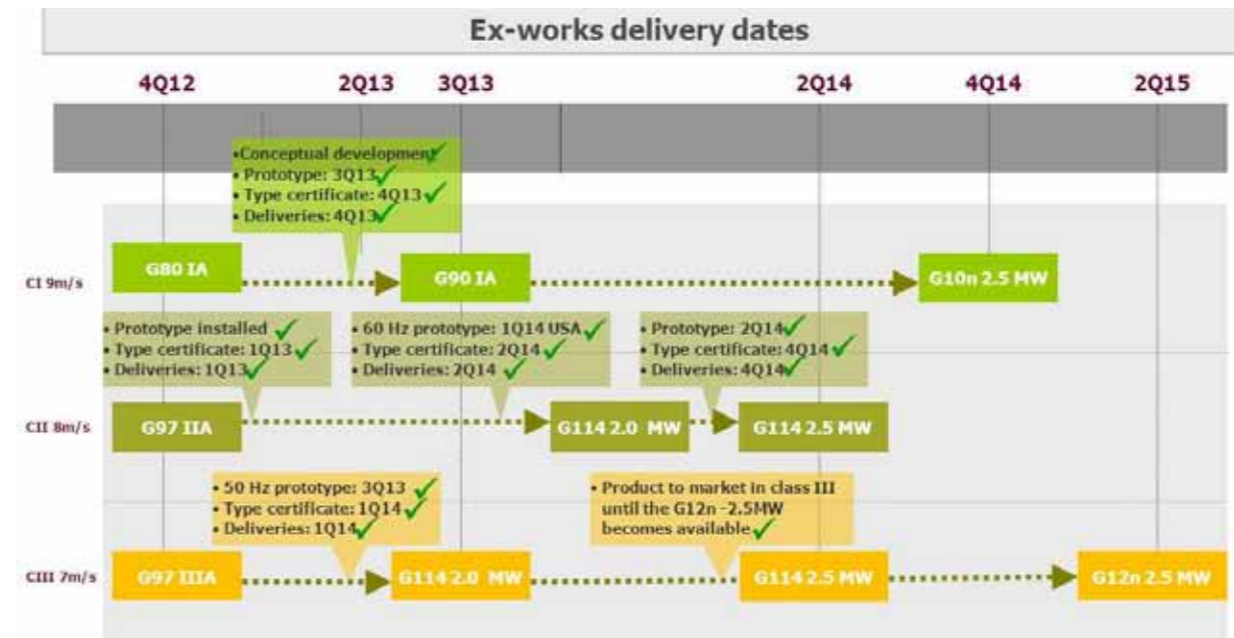 Ex-works delivery dates
4Q12 2Q13 3Q13 2Q14 4Q14 2Q15
•Conceptual development✓
• Prototype: 3Q13✓
• Type certificate: 4Q13✓
• Deliveries: 4Q13✓
CI 9m/s
G80 IA
G90 IA
G10n 2.5 MW
• Prototype installed ✓
• Type certificate: 1Q13✓
• Deliveries: 1Q13✓
• 60 Hz prototype: 1Q14 USA✓
• Type certificate: 2Q14✓
• Deliveries: 2Q14 ✓
• Prototype: 2Q14✓
• Type certificate: 4Q14✓
• Deliveries: 4Q14✓
CII 8m/s
G97 IIA
G114 2.0 MW
G114 2.5 MW
• 50 Hz prototype: 3Q13 ✓
• Type certificate: 1Q14✓
• Deliveries: 1Q14✓
• Product to market in class III
until the G12n -2.5MW
becomes available✓
CIII 7m/s
G97 IIIA
G114 2.0 MW
G114 2.5 MW
G12n 2.5 MW